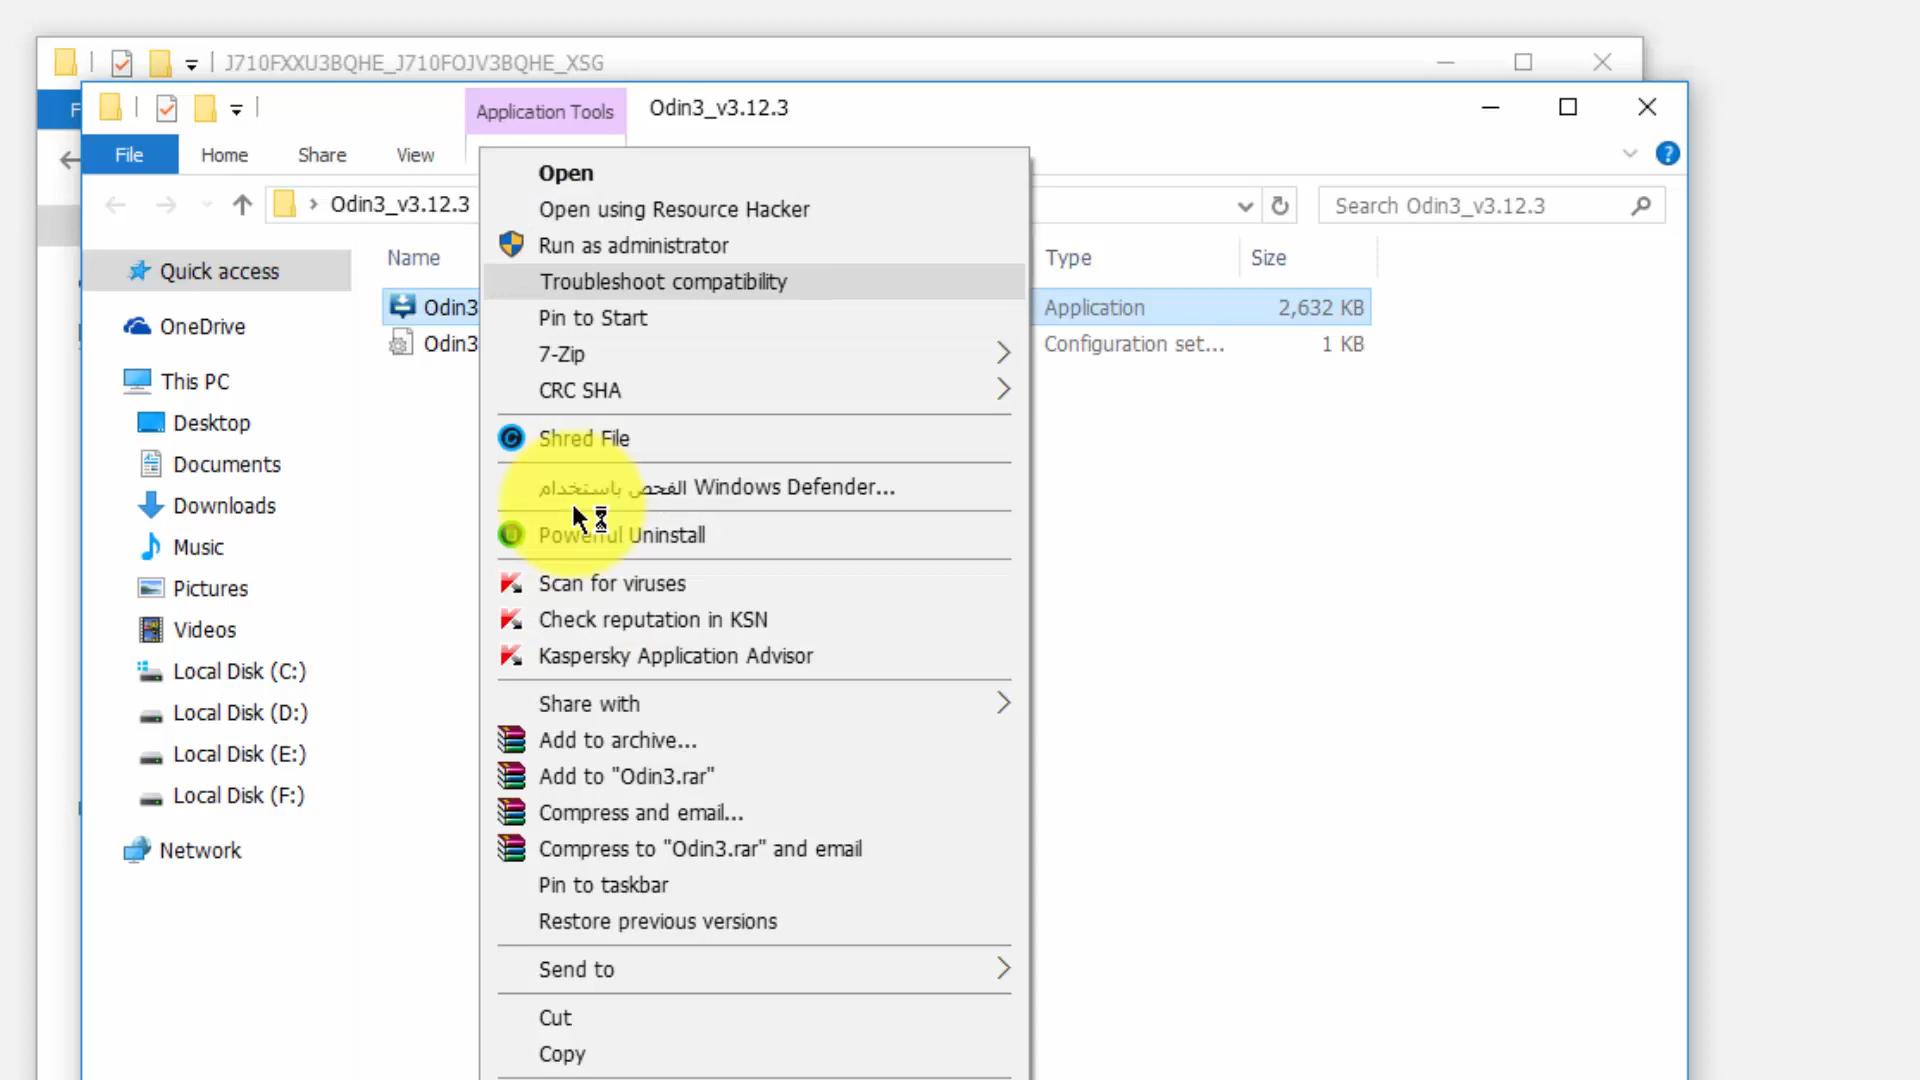 J710FXXU3BQHE_J710FOJV3BQHE_XSG
Application Tools
Odin3_v3.12.3
F
File
Home
Share
View
Odin3_v3.12.3
Search Odin3_v3.12.3
Name
Type
Size
Odin3
Application
2,632 KB
Odin3
Configuration set...
1 KB
Quick access
OneDrive
This PC
Desktop
Documents
Downloads
Music
Pictures
Videos
Local Disk (C:)
Local Disk (D:)
Local Disk (E:)
Local Disk (F:)
Network
Open
Open using Resource Hacker
Run as administrator
Troubleshoot compatibility
Pin to Start
7-Zip
CRC SHA
Shred File
الفحص باستخدام Windows Defender...
Powerful Uninstall
Scan for viruses
Check reputation in KSN
Kaspersky Application Advisor
Share with
Add to archive...
Add to "Odin3.rar"
Compress and email...
Compress to "Odin3.rar" and email
Pin to taskbar
Restore previous versions
Send to
Cut
Copy